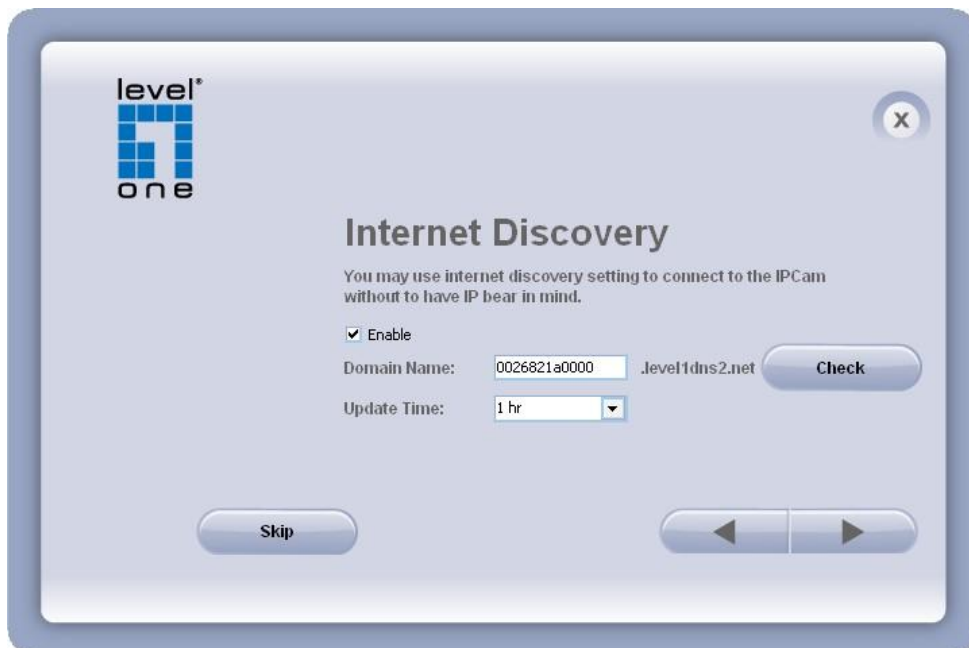 level®
one
X
Internet Discovery
You may use internet discovery setting to connect to the IPCam
without to have IP bear in mind.
Enable
Domain Name: 0026821a0000 .level1dns2.net Check
Update Time: 1 hr
Skip